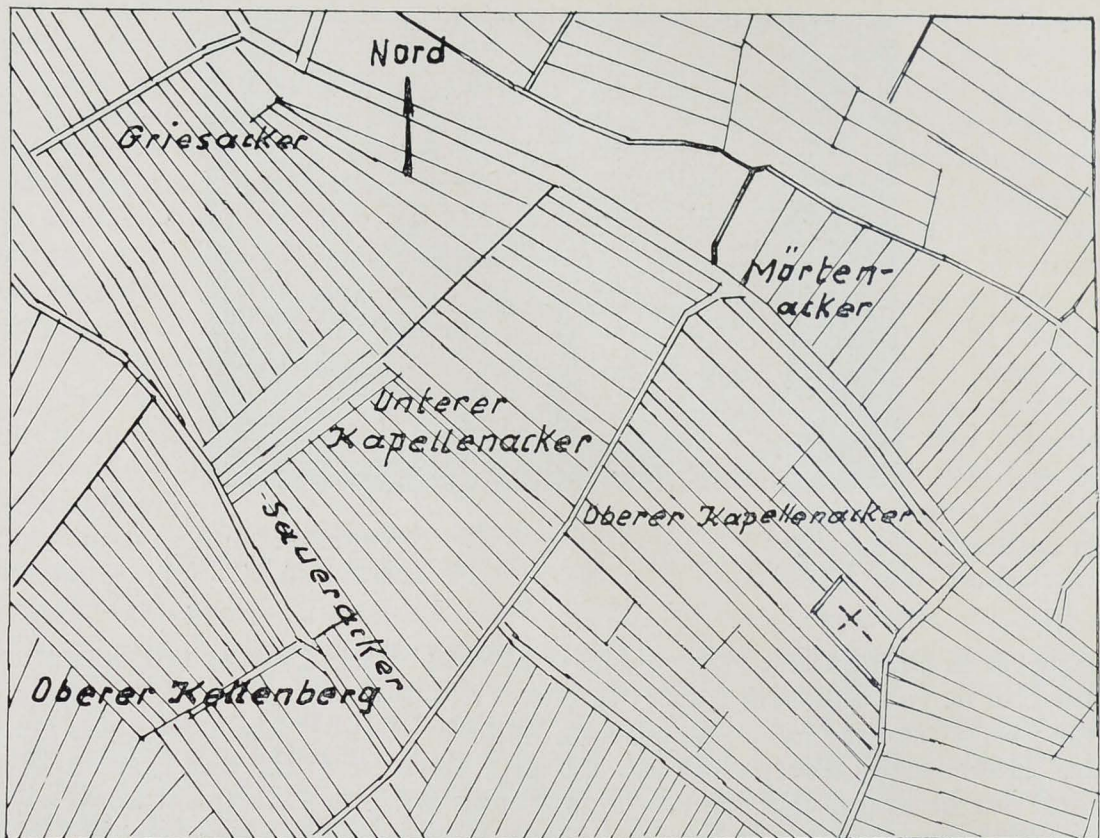 Nord
Griesacker
Mörten-
acker
Unterer
Kapellenacker
Oberer Kapellenacker
Saueracker
Oberer Kellenberg